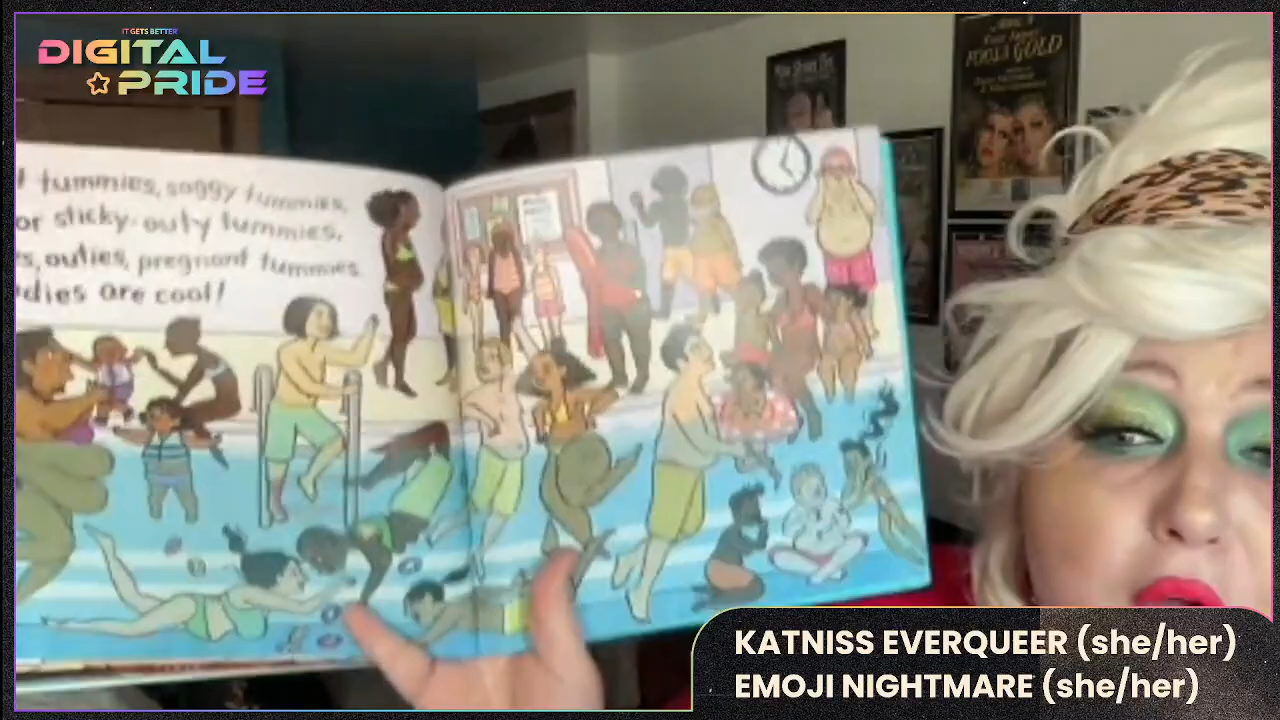 IT GETS BETTER
DIGITAL
PRIDE
tummies, saggy tummies,
or sticky-outy tummies,
outies, pregnant tummies
are cool!
KATNISS EVERQUEER (she/her)
EMOJI NIGHTMARE (she/her)